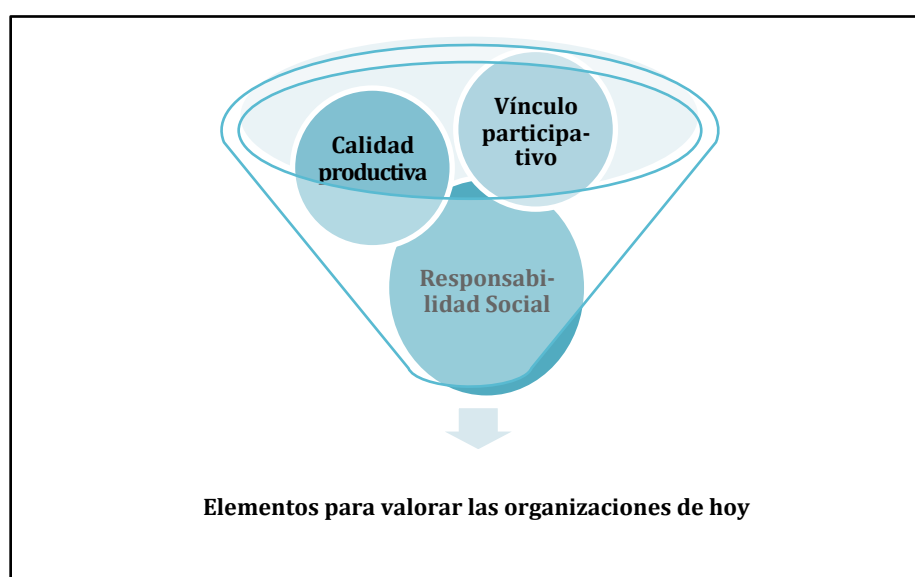 Vínculo
participa-
tivo
Calidad
productiva
Responsabi-
lidad Social
Elementos para valorar las organizaciones de hoy